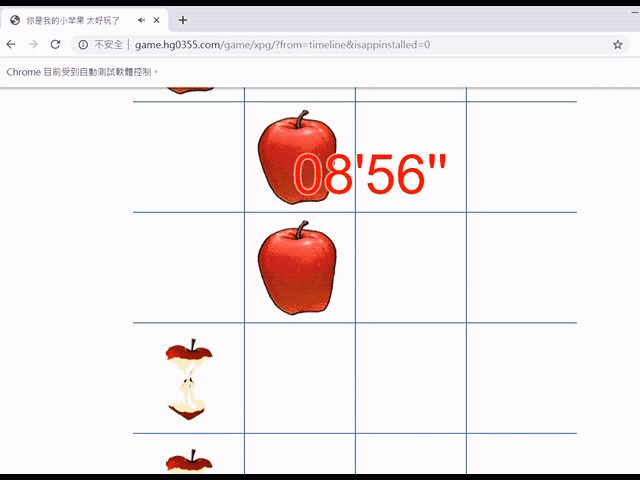 你是我的小苹果 太好玩了
不安全 | game.hg0355.com/game/xpg/?from=timeline&isappinstalled=0
Chrome 目前受到自動測試軟體控制。
08'56"